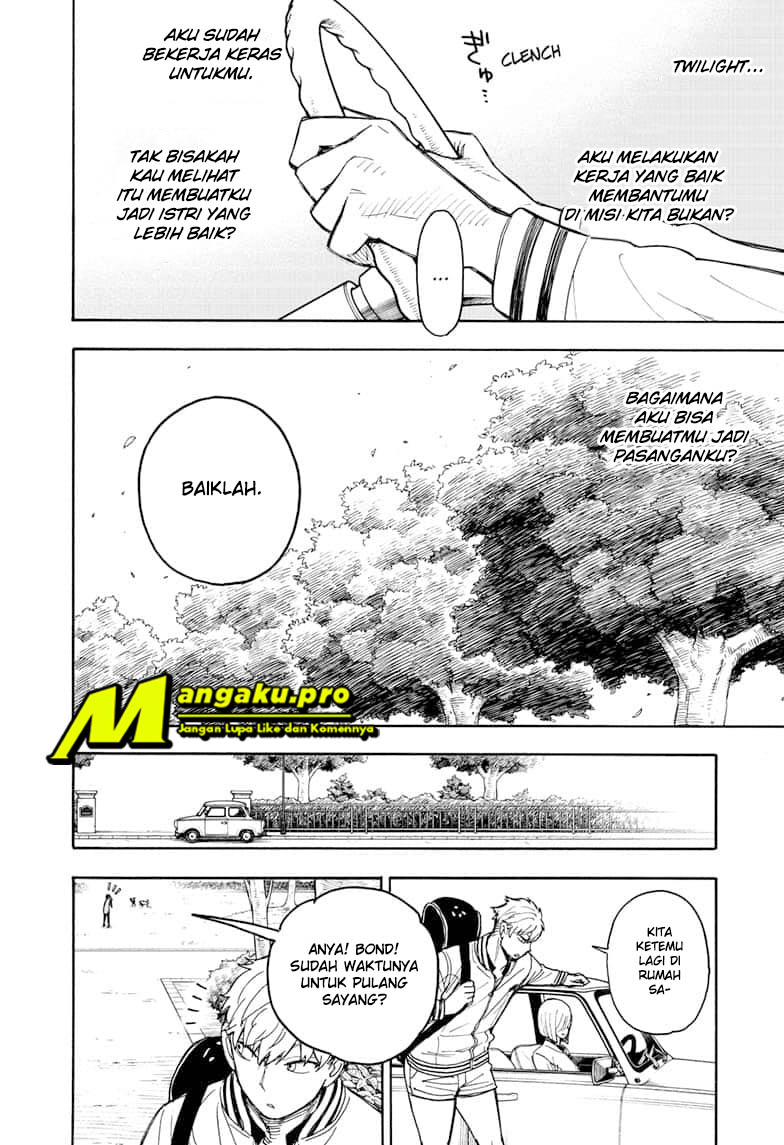 TWILIGHT...
AKU MELAKUKAN
KERJA YANG BAIK
MEMBANTUMU
DI MISI KITA BUKAN?
ぎゅ...
CLENCH
AKU SUDAH
BEKERJA KERAS
UNTUKMU.
TAK BISAKAH
KAU MELIHAT
ITU MEMBUATKU
JADI ISTRI YANG
LEBIH BAIK?
...
BAGAIMANA
AKU BISA
MEMBUATMU JADI
PASANGANKU?
BAIKLAH.
Mangaku.pro
Jangan Lupa Like dan Komennya
KITA
KETEMU
LAGI DI
RUMAH
SA-
ANYA! BOND!
SUDAH WAKTUNYA
UNTUK PULANG
SAYANG?